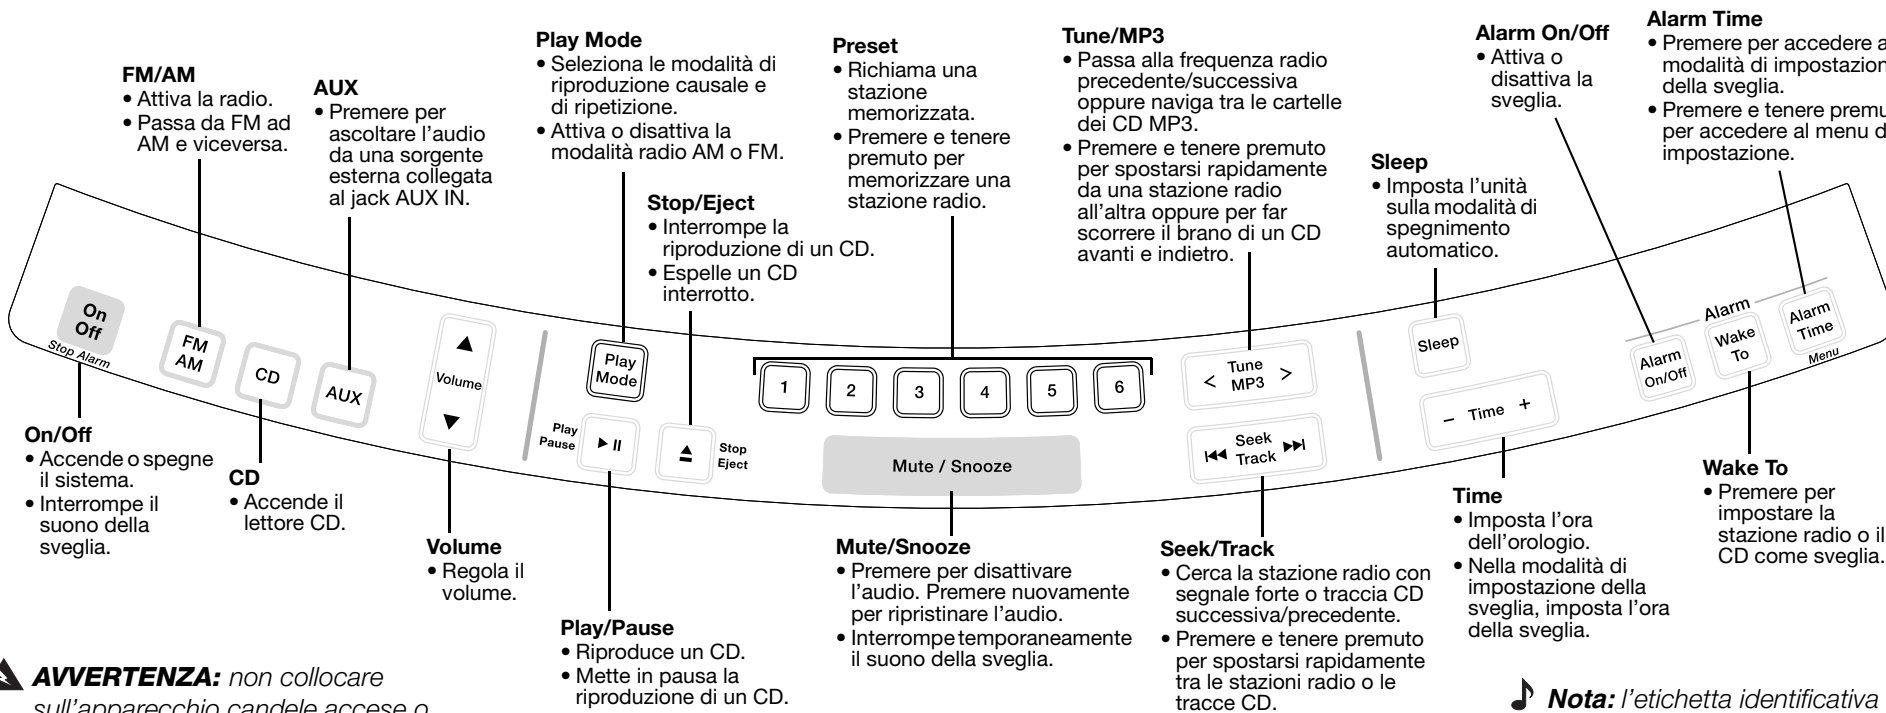 FM/AM
• Attiva la radio.
• Passa da FM ad
AM e viceversa.
AUX
• Premere per
ascoltare l'audio
da una sorgente
esterna collegata
al jack AUX IN.
Play Mode
• Seleziona le modalità di
riproduzione causale e
di ripetizione.
• Attiva o disattiva la
modalità radio AM o FM.
Stop/Eject
• Interrompe la
riproduzione di un CD.
• Espelle un CD
interrotto.
Preset
• Richiama una
stazione
memorizzata.
• Premere e tenere
premuto per
memorizzare una
stazione radio.
Tune/MP3
• Passa alla frequenza radio
precedente/successiva
oppure naviga tra le cartelle
dei CD MP3.
• Premere e tenere premuto
per spostarsi rapidamente
da una stazione radio
all'altra oppure per far
scorrere il brano di un CD
avanti e indietro.
Sleep
• Imposta l'unità
sulla modalità di
spegnimento
automatico.
Alarm On/Off
• Attiva o
disattiva la
sveglia.
Alarm Time
• Premere per accedere a
modalità di impostazion
della sveglia.
• Premere e tenere premu
per accedere al menu d
impostazione.
On
Off
Stop Alarm
FM
AM
CD
AUX
▲
Volume
▼
Play
Mode
Play
Pause
Stop
Eject
1
2
3
4
5
6
Mute / Snooze
< Tune >
MP3
Seek
Track
Sleep
– Time +
Alarm
Alarm
On/Off
Wake
To
Alarm
Time
Menu
On/Off
• Accende o spegne
il sistema.
• Interrompe il
suono della
sveglia.
CD
• Accende il
lettore CD.
Volume
• Regola il
volume.
Play/Pause
• Riproduce un CD.
• Mette in pausa la
riproduzione di un CD.
Mute/Snooze
• Premere per disattivare
l'audio. Premere nuovamente
per ripristinare l'audio.
• Interrompe temporaneamente
il suono della sveglia.
Seek/Track
• Cerca la stazione radio con
segnale forte o traccia CD
successiva/precedente.
• Premere e tenere premuto
per spostarsi rapidamente
tra le stazioni radio o le
tracce CD.
Time
• Imposta l'ora
dell'orologio.
• Nella modalità di
impostazione della
sveglia, imposta l'ora
della sveglia.
Wake To
• Premere per
impostare la
stazione radio o il
CD come sveglia.
AVVERTENZA: non collocare
sull'apparecchio candele accese o
Nota: l'etichetta identificativa